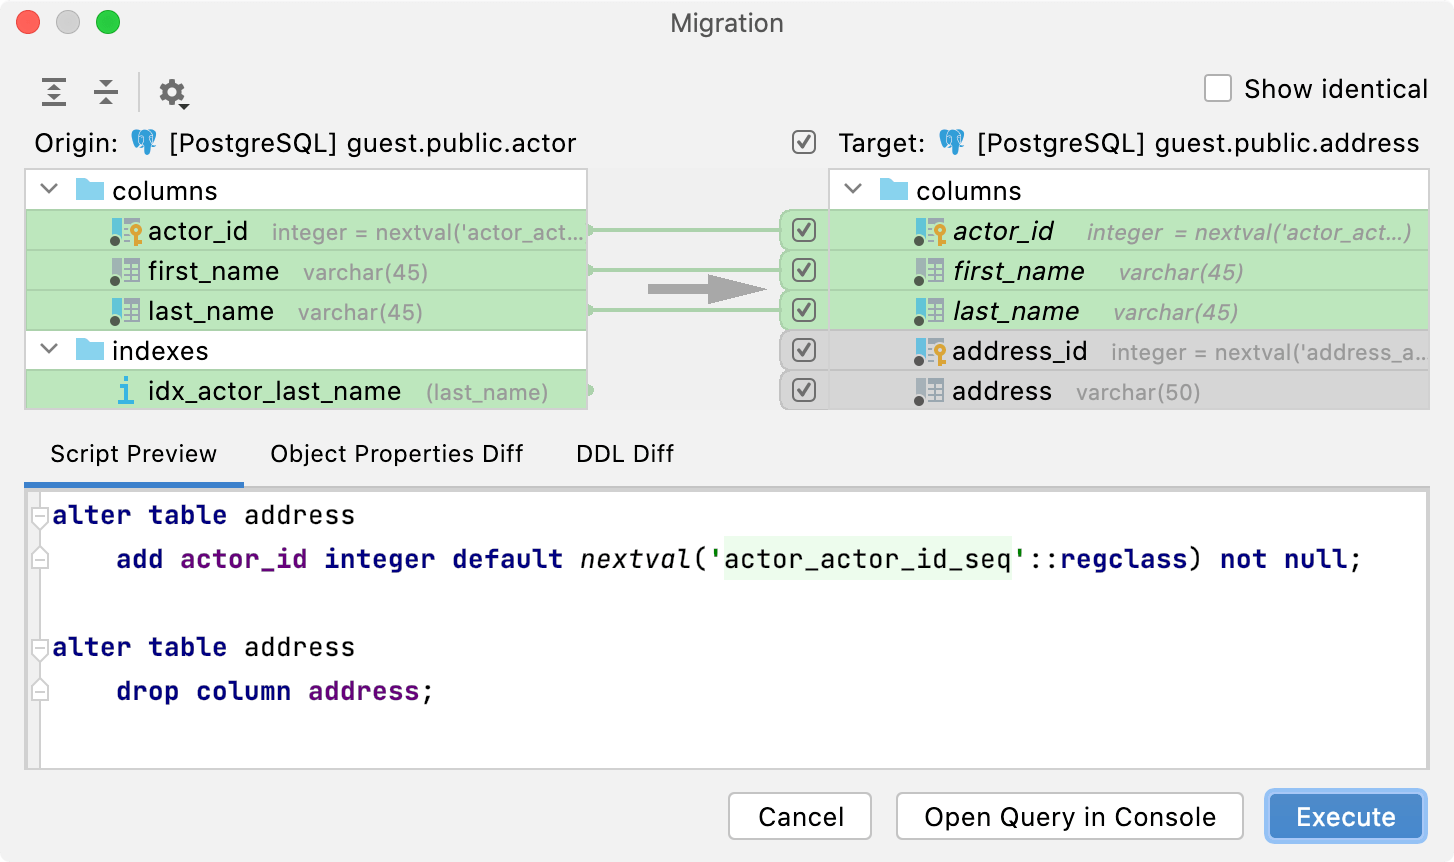 Migration
Show identical
Origin: [PostgreSQL] guest.public.actor
Target: [PostgreSQL] guest.public.address
columns
actor_id integer = nextval('actor_act...
first_name varchar(45)
last_name varchar(45)
indexes
idx_actor_last_name (last_name)
columns
actor_id integer = nextval('actor_act...)
first_name varchar(45)
last_name varchar(45)
address_id integer = nextval('address_a...
address varchar(50)
Script Preview Object Properties Diff DDL Diff
alter table address
add actor_id integer default nextval('actor_actor_id_seq'::regclass) not null;
alter table address
drop column address;
Cancel Open Query in Console Execute